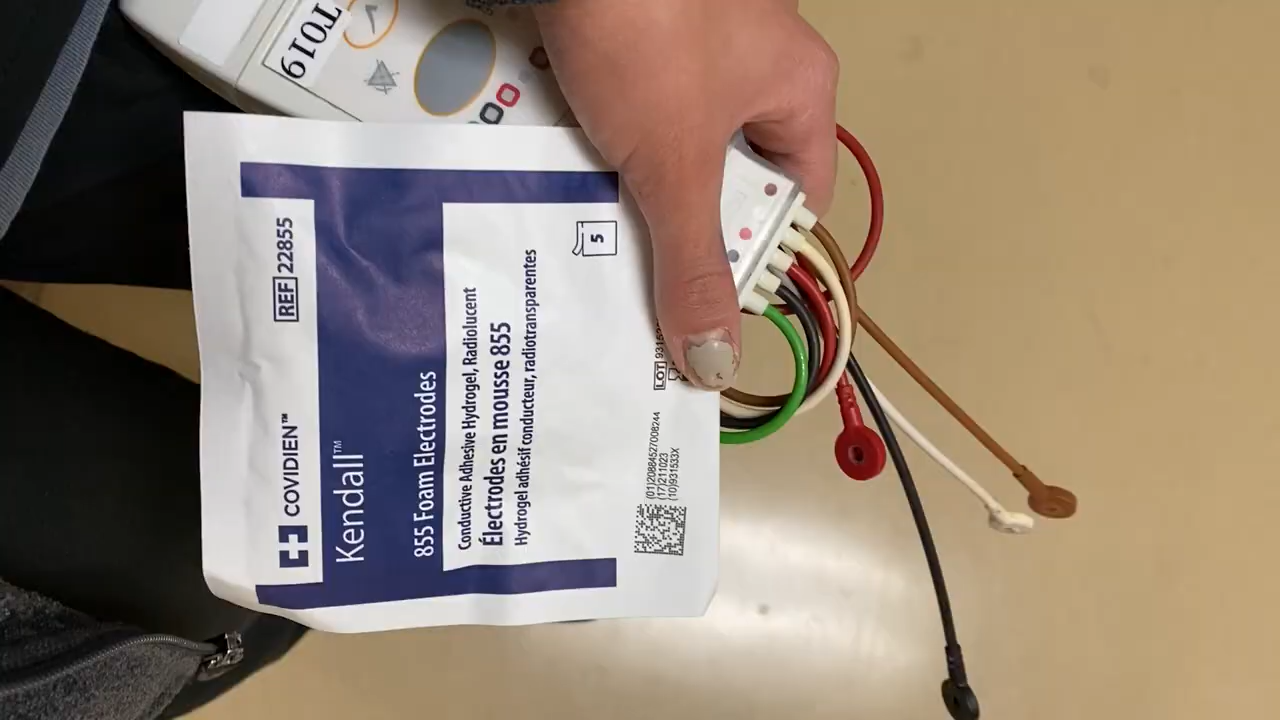 T019
COVIDIEN™
REF 22855
Kendall™
855 Foam Electrodes
Conductive Adhesive Hydrogel, Radiolucent
Électrodes en mousse 855
Hydrogel adhésif conducteur, radiotransparentes
5
(01)20884527008244
(17)211023
(10)931533X
LOT